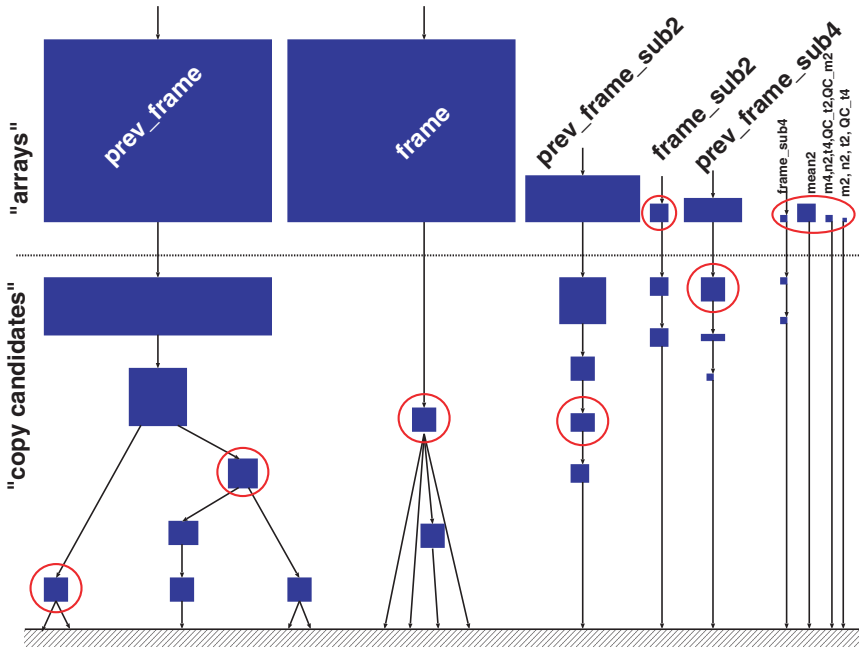 "arrays"
prev_frame
frame
prev_frame_sub2
frame_sub2
prev_frame_sub4
frame_sub4
mean2
m4,n2,t4,QC_t2,QC_m2
m2, n2, t2, QC_t4
"copy candidates"